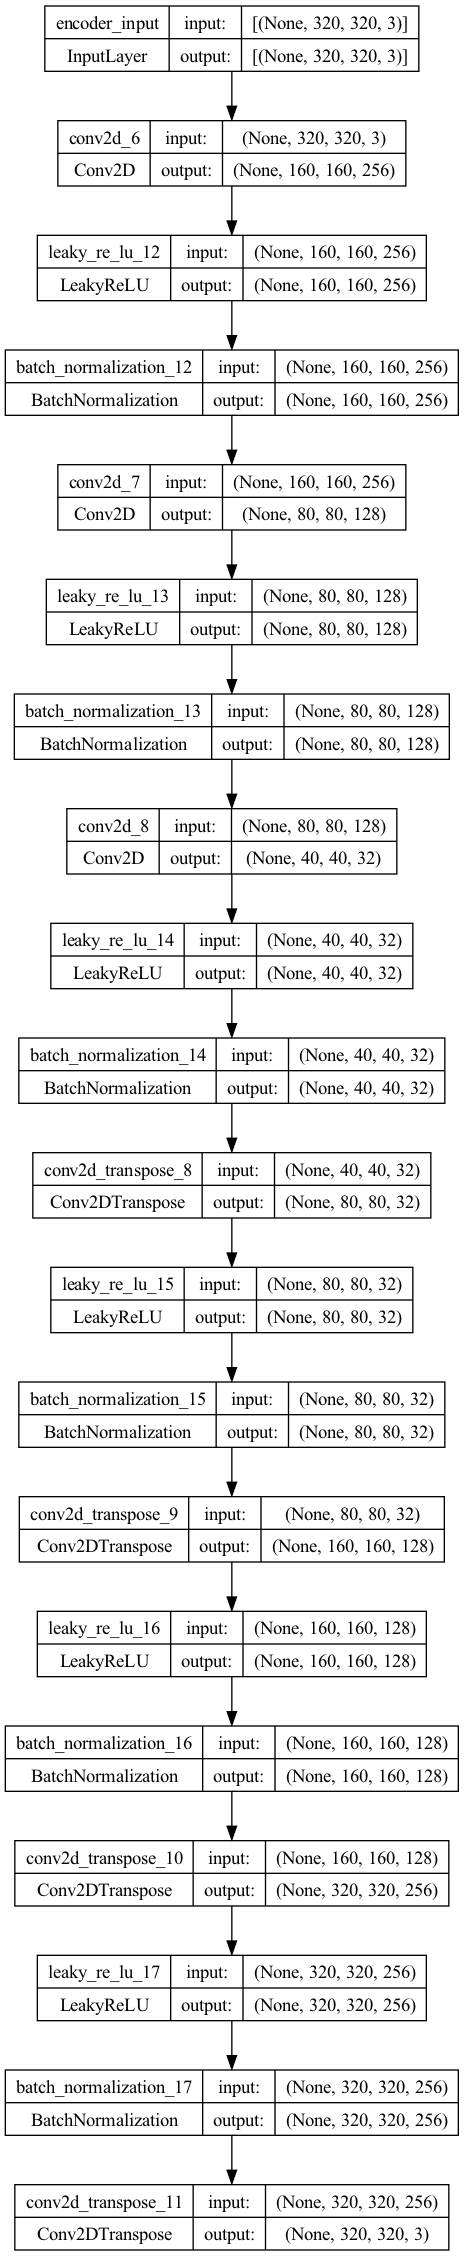 encoder_input input: [(None, 320, 320, 3)]
InputLayer output: [(None, 320, 320, 3)]
conv2d_6 input: (None, 320, 320, 3)
Conv2D output: (None, 160, 160, 256)
leaky_re_lu_12 input: (None, 160, 160, 256)
LeakyReLU output: (None, 160, 160, 256)
batch_normalization_12 input: (None, 160, 160, 256)
BatchNormalization output: (None, 160, 160, 256)
conv2d_7 input: (None, 160, 160, 256)
Conv2D output: (None, 80, 80, 128)
leaky_re_lu_13 input: (None, 80, 80, 128)
LeakyReLU output: (None, 80, 80, 128)
batch_normalization_13 input: (None, 80, 80, 128)
BatchNormalization output: (None, 80, 80, 128)
conv2d_8 input: (None, 80, 80, 128)
Conv2D output: (None, 40, 40, 32)
leaky_re_lu_14 input: (None, 40, 40, 32)
LeakyReLU output: (None, 40, 40, 32)
batch_normalization_14 input: (None, 40, 40, 32)
BatchNormalization output: (None, 40, 40, 32)
conv2d_transpose_8 input: (None, 40, 40, 32)
Conv2DTranspose output: (None, 80, 80, 32)
leaky_re_lu_15 input: (None, 80, 80, 32)
LeakyReLU output: (None, 80, 80, 32)
batch_normalization_15 input: (None, 80, 80, 32)
BatchNormalization output: (None, 80, 80, 32)
conv2d_transpose_9 input: (None, 80, 80, 32)
Conv2DTranspose output: (None, 160, 160, 128)
leaky_re_lu_16 input: (None, 160, 160, 128)
LeakyReLU output: (None, 160, 160, 128)
batch_normalization_16 input: (None, 160, 160, 128)
BatchNormalization output: (None, 160, 160, 128)
conv2d_transpose_10 input: (None, 160, 160, 128)
Conv2DTranspose output: (None, 320, 320, 256)
leaky_re_lu_17 input: (None, 320, 320, 256)
LeakyReLU output: (None, 320, 320, 256)
batch_normalization_17 input: (None, 320, 320, 256)
BatchNormalization output: (None, 320, 320, 256)
conv2d_transpose_11 input: (None, 320, 320, 256)
Conv2DTranspose output: (None, 320, 320, 3)